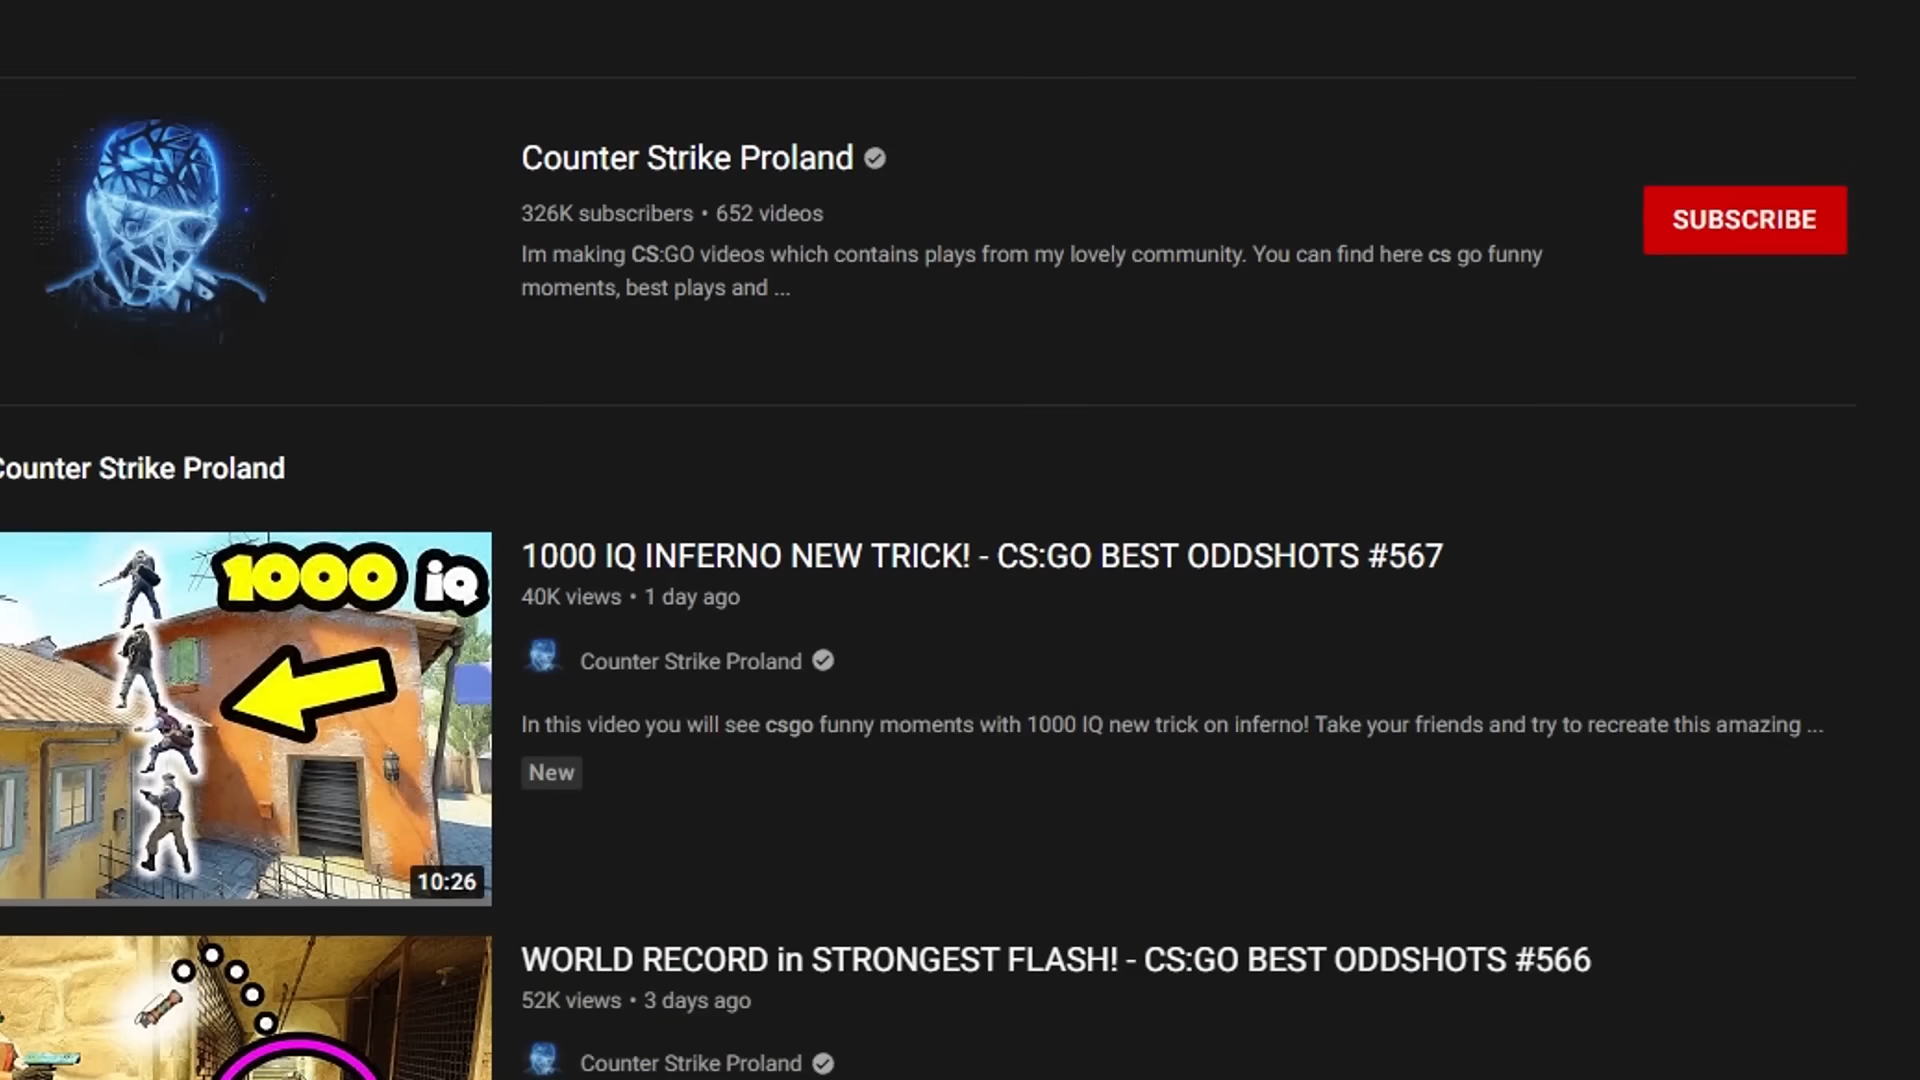 Counter Strike Proland
326K subscribers • 652 videos
Im making CS:GO videos which contains plays from my lovely community. You can find here cs go funny
moments, best plays and ...
SUBSCRIBE
Counter Strike Proland
1000 iQ
10:26
1000 IQ INFERNO NEW TRICK! - CS:GO BEST ODDSHOTS #567
40K views • 1 day ago
Counter Strike Proland
In this video you will see csgo funny moments with 1000 IQ new trick on inferno! Take your friends and try to recreate this amazing ...
New
WORLD RECORD in STRONGEST FLASH! - CS:GO BEST ODDSHOTS #566
52K views • 3 days ago
Counter Strike Proland